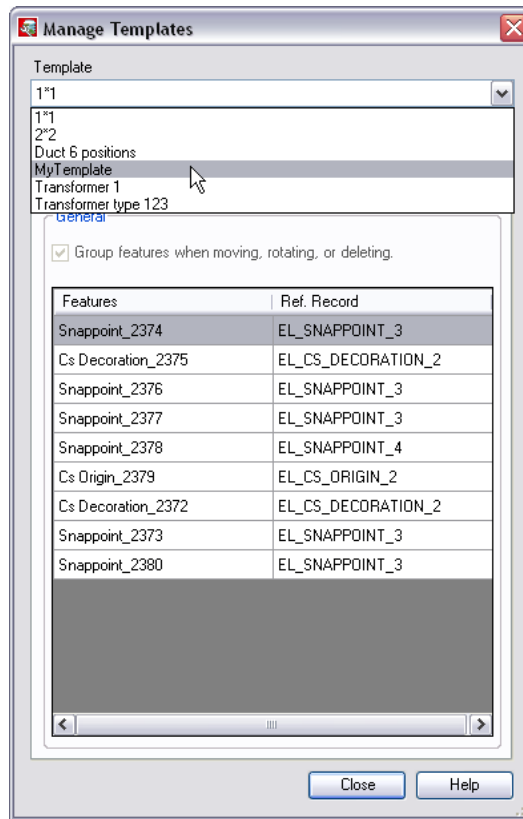 Manage Templates
Template
1*1
1*1
2*2
Duct 6 positions
MyTemplate
Transformer 1
Transformer type 123
General
Group features when moving, rotating, or deleting.
Features Ref. Record
Snappoint_2374 EL_SNAPPOINT_3
Cs Decoration_2375 EL_CS_DECORATION_2
Snappoint_2376 EL_SNAPPOINT_3
Snappoint_2377 EL_SNAPPOINT_3
Snappoint_2378 EL_SNAPPOINT_4
Cs Origin_2379 EL_CS_ORIGIN_2
Cs Decoration_2372 EL_CS_DECORATION_2
Snappoint_2373 EL_SNAPPOINT_3
Snappoint_2380 EL_SNAPPOINT_3
Close Help